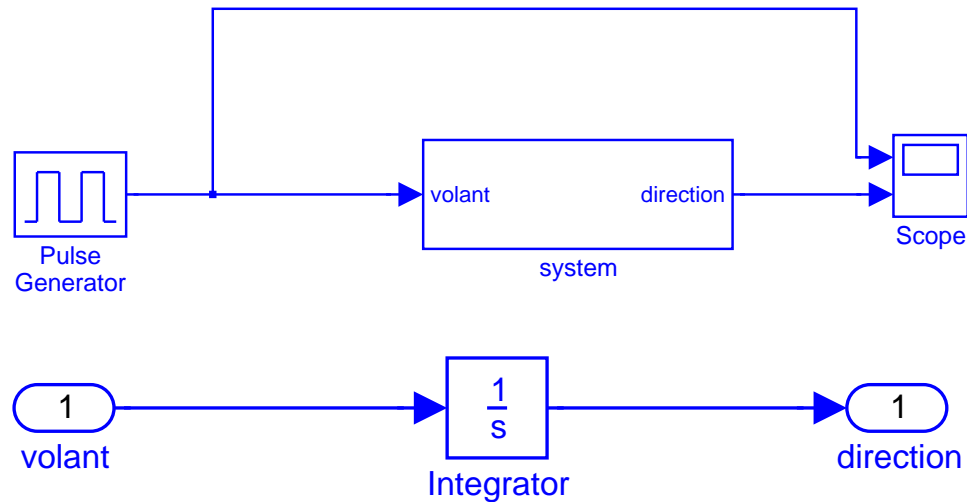 volant
direction
Pulse
Generator
system
Scope
1
1
s
1
volant
Integrator
direction